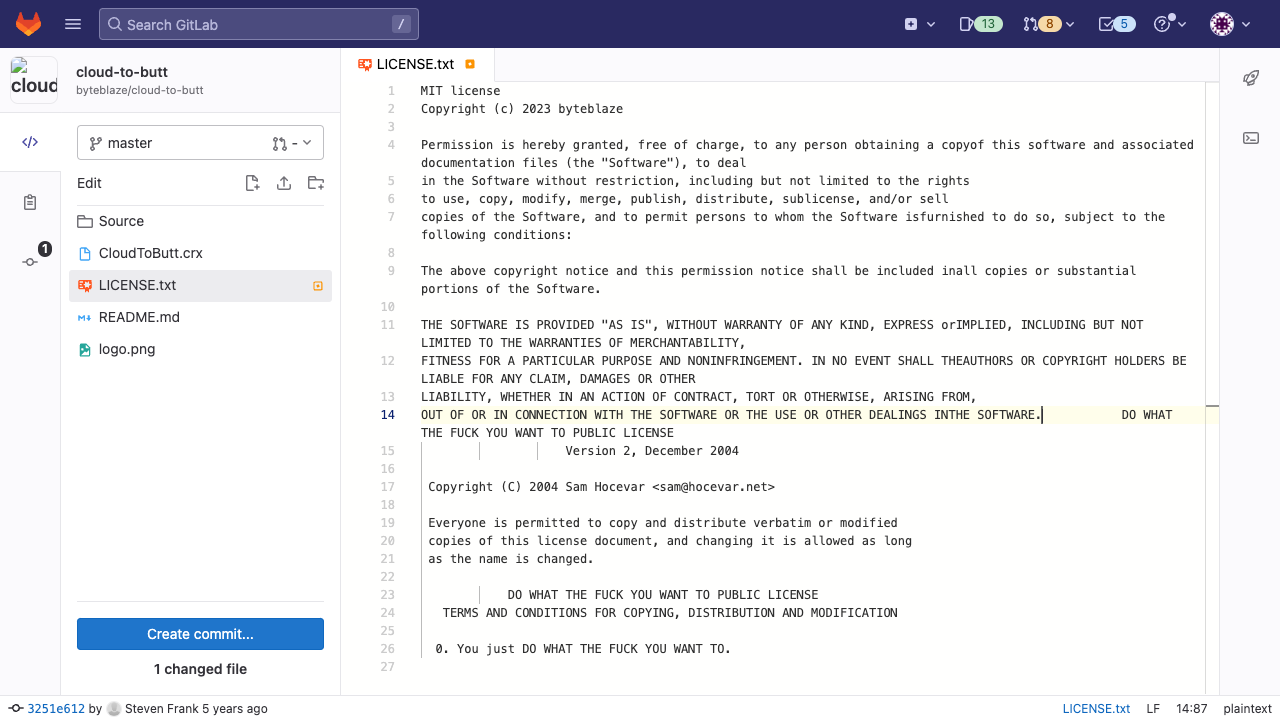 Search GitLab
/
13
8
5
cloud
cloud-to-butt
byteblaze/cloud-to-butt
master
-
Edit
1
Source
CloudToButt.crx
LICENSE.txt
README.md
logo.png
Create commit...
1 changed file
LICENSE.txt
1 MIT license
2 Copyright (c) 2023 byteblaze
3
4 Permission is hereby granted, free of charge, to any person obtaining a copyof this software and associated
documentation files (the "Software"), to deal
5 in the Software without restriction, including but not limited to the rights
6 to use, copy, modify, merge, publish, distribute, sublicense, and/or sell
7 copies of the Software, and to permit persons to whom the Software isfurnished to do so, subject to the
following conditions:
8
9 The above copyright notice and this permission notice shall be included inall copies or substantial
portions of the Software.
10
11 THE SOFTWARE IS PROVIDED "AS IS", WITHOUT WARRANTY OF ANY KIND, EXPRESS orIMPLIED, INCLUDING BUT NOT
LIMITED TO THE WARRANTIES OF MERCHANTABILITY,
12 FITNESS FOR A PARTICULAR PURPOSE AND NONINFRINGEMENT. IN NO EVENT SHALL THEAUTHORS OR COPYRIGHT HOLDERS BE
LIABLE FOR ANY CLAIM, DAMAGES OR OTHER
13 LIABILITY, WHETHER IN AN ACTION OF CONTRACT, TORT OR OTHERWISE, ARISING FROM,
14 OUT OF OR IN CONNECTION WITH THE SOFTWARE OR THE USE OR OTHER DEALINGS INTHE SOFTWARE. DO WHAT
THE FUCK YOU WANT TO PUBLIC LICENSE
15 Version 2, December 2004
16
17 Copyright (C) 2004 Sam Hocevar <sam@hocevar.net>
18
19 Everyone is permitted to copy and distribute verbatim or modified
20 copies of this license document, and changing it is allowed as long
21 as the name is changed.
22
23 DO WHAT THE FUCK YOU WANT TO PUBLIC LICENSE
24 TERMS AND CONDITIONS FOR COPYING, DISTRIBUTION AND MODIFICATION
25
26 0. You just DO WHAT THE FUCK YOU WANT TO.
27
3251e612 by Steven Frank 5 years ago
LICENSE.txt LF 14:87 plaintext